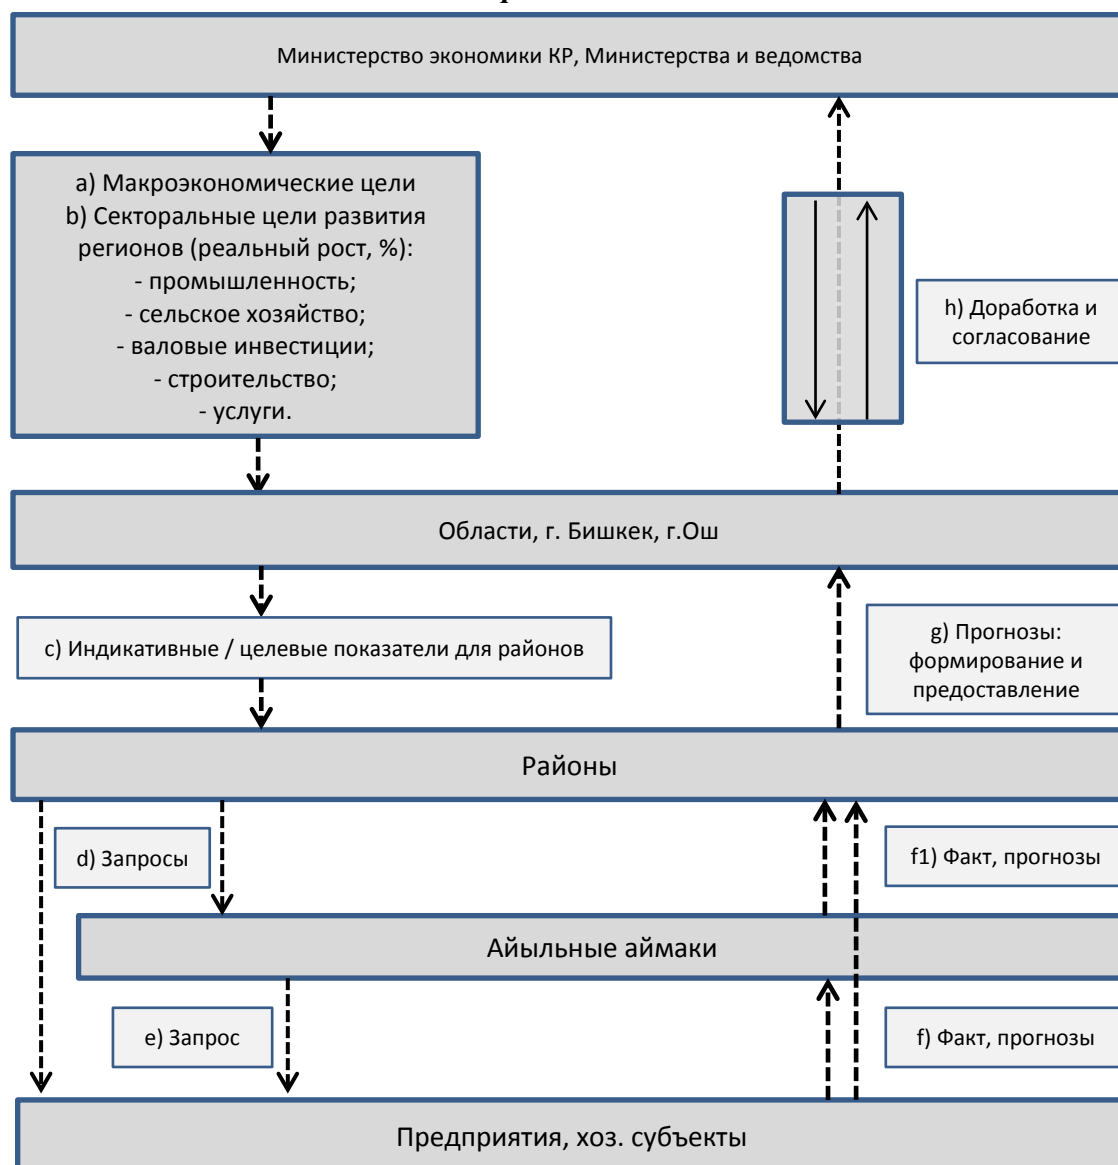 Министерство экономики КР, Министерства и ведомства
a) Макроэкономические цели
b) Секторальные цели развития
регионов (реальный рост, %):
- промышленность;
- сельское хозяйство;
- валовые инвестиции;
- строительство;
- услуги.
h) Доработка и
согласование
Области, г. Бишкек, г.Ош
c) Индикативные / целевые показатели для районов
g) Прогнозы:
формирование и
предоставление
Районы
d) Запросы
f1) Факт, прогнозы
Айыльные аймаки
e) Запрос
f) Факт, прогнозы
Предприятия, хоз. субъекты